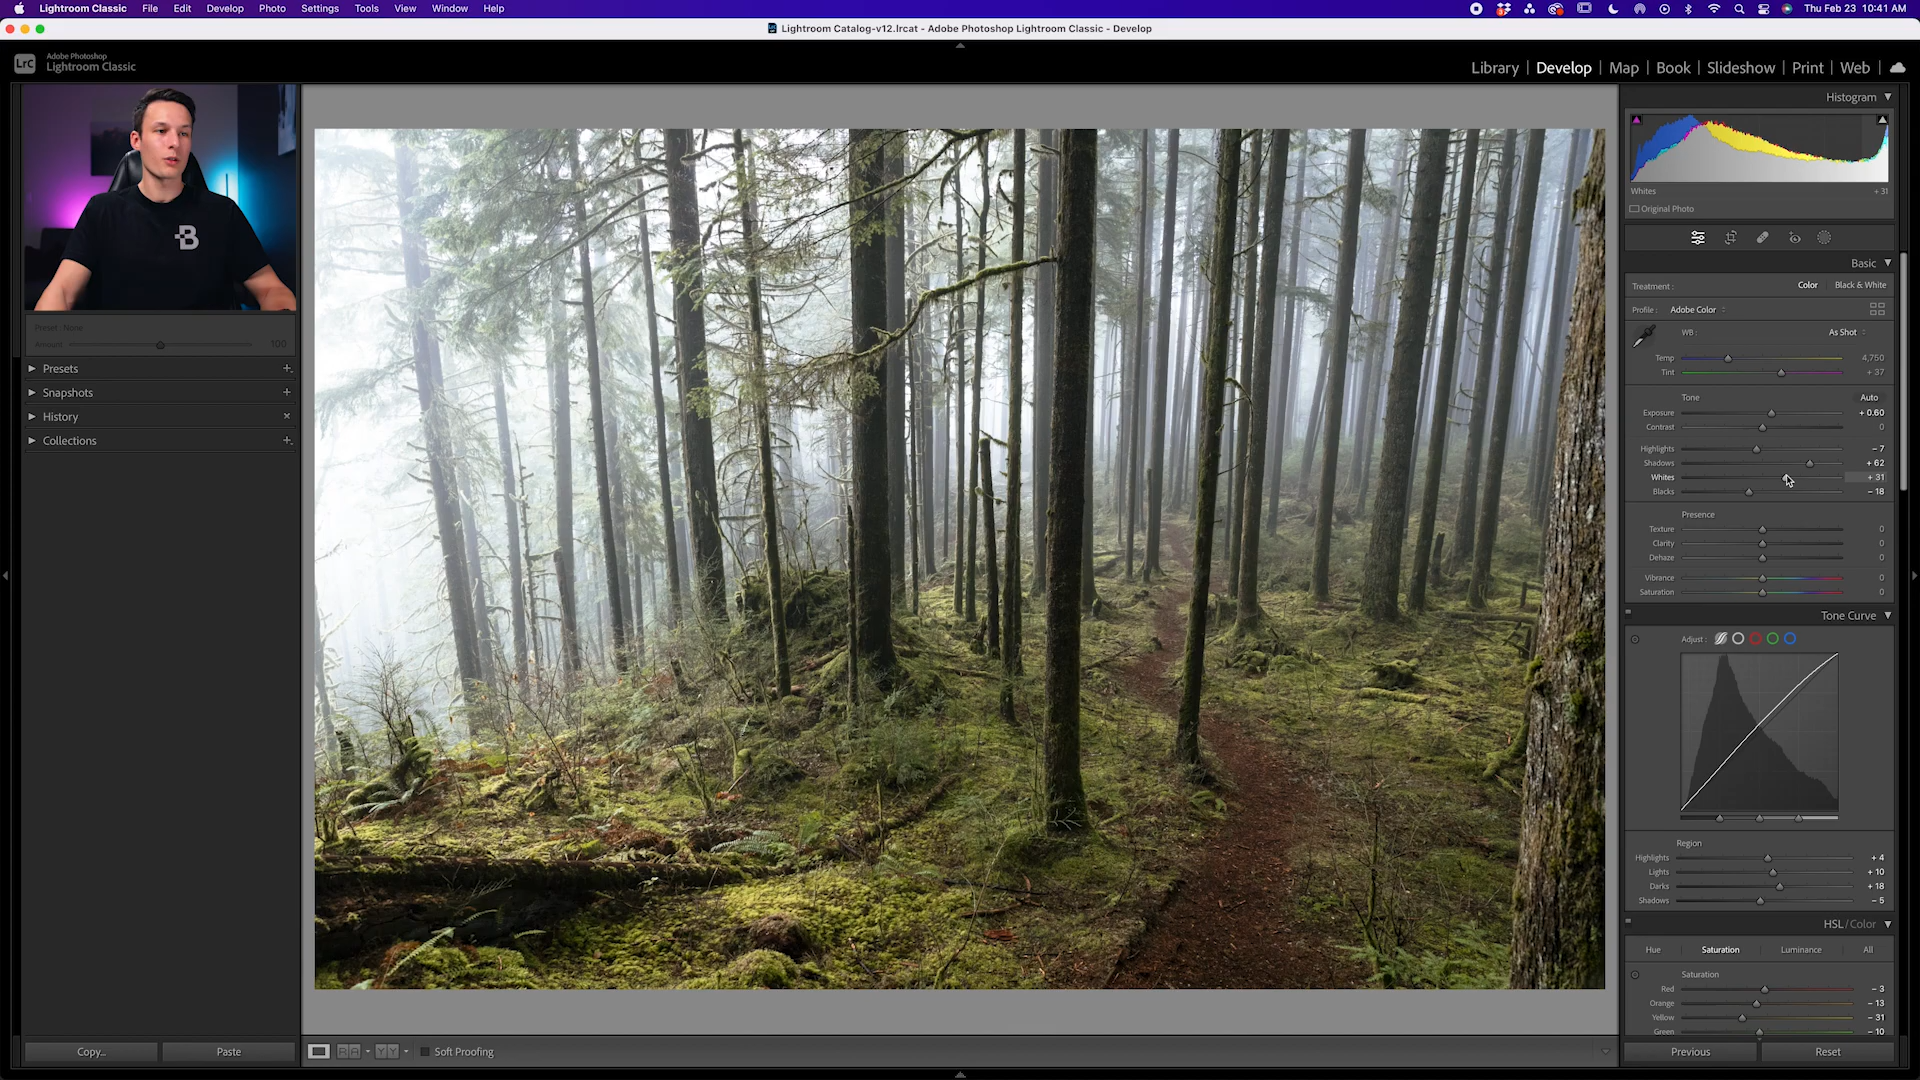 Lightroom Classic File Edit Develop Photo Settings Tools View Window Help Thu Feb 23 10:41 AM
Lightroom Catalog-v12.lrcat - Adobe Photoshop Lightroom Classic - Develop
LrC
Adobe Photoshop
Lightroom Classic
Library | Develop | Map | Book | Slideshow | Print | Web
Histogram
Whites + 31
Original Photo
Basic
Treatment : Color Black & White
Profile : Adobe Color
WB : As Shot
Temp 4,750
Tint + 37
Tone Auto
Exposure + 0.60
Contrast 0
Highlights - 7
Shadows + 62
Whites + 31
Blacks - 18
Presence
Texture 0
Clarity 0
Dehaze 0
Vibrance 0
Saturation 0
Tone Curve
Adjust :
Region
Highlights + 4
Lights + 10
Darks + 18
Shadows - 5
HSL / Color
Hue Saturation Luminance All
Saturation
Red - 3
Orange - 13
Yellow - 31
Green - 10
Previous Reset
B
Preset : None
Amount 100
Presets
Snapshots
History
Collections
Copy... Paste
R A Y Y Soft Proofing